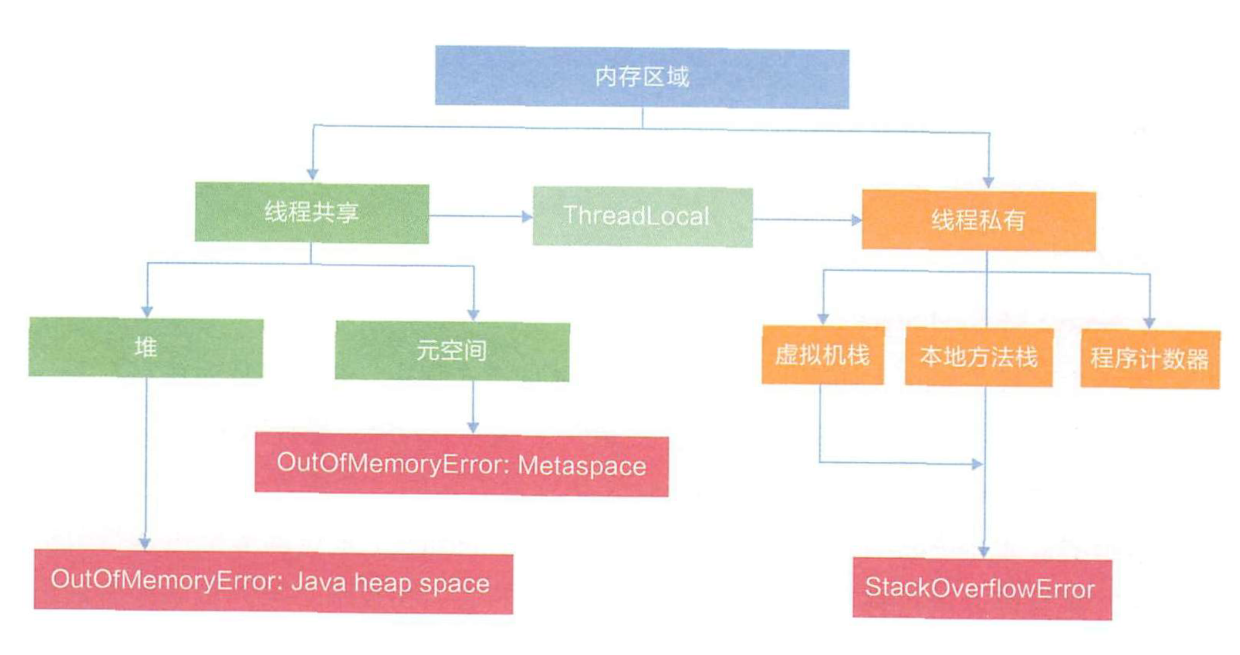 内存区域
线程共享
ThreadLocal
线程私有
堆
元空间
虚拟机栈
本地方法栈
程序计数器
OutOfMemoryError: Metaspace
OutOfMemoryError: Java heap space
StackOverflowError